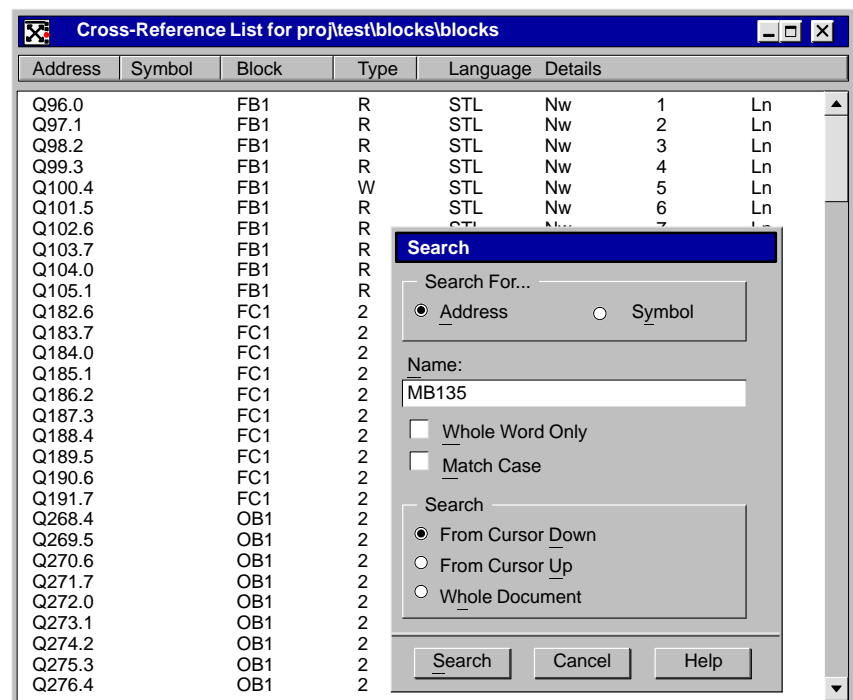 Cross-Reference List for proj\test\blocks\blocks
Address Symbol Block Type Language Details
Q96.0 FB1 R STL Nw 1 Ln
Q97.1 FB1 R STL Nw 2 Ln
Q98.2 FB1 R STL Nw 3 Ln
Q99.3 FB1 R STL Nw 4 Ln
Q100.4 FB1 W STL Nw 5 Ln
Q101.5 FB1 R STL Nw 6 Ln
Q102.6 FB1 R STL Nw 7 Ln
Q103.7 FB1 R
Q104.0 FB1 R
Q105.1 FB1 R
Q182.6 FC1 2
Q183.7 FC1 2
Q184.0 FC1 2
Q185.1 FC1 2
Q186.2 FC1 2
Q187.3 FC1 2
Q188.4 FC1 2
Q189.5 FC1 2
Q190.6 FC1 2
Q191.7 FC1 2
Q268.4 OB1 2
Q269.5 OB1 2
Q270.6 OB1 2
Q271.7 OB1 2
Q272.0 OB1 2
Q273.1 OB1 2
Q274.2 OB1 2
Q275.3 OB1 2
Q276.4 OB1 2
Search
Search For...
Address Symbol
Name:
MB135
Whole Word Only
Match Case
Search
From Cursor Down
From Cursor Up
Whole Document
Search Cancel Help